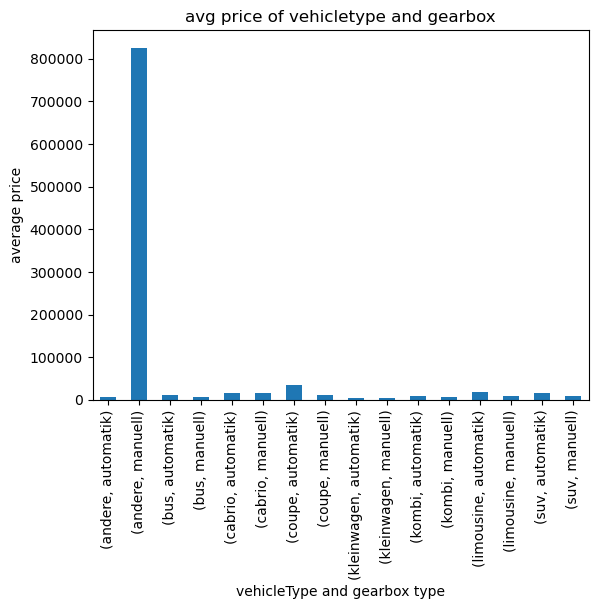 avg price of vehicletype and gearbox
800000
700000
600000
500000
400000
300000
200000
100000
0
average price
(andere, automatik)
(andere, manuell)
(bus, automatik)
(bus, manuell)
(cabrio, automatik)
(cabrio, manuell)
(coupe, automatik)
(coupe, manuell)
(kleinwagen, automatik)
(kleinwagen, manuell)
(kombi, automatik)
(kombi, manuell)
(limousine, automatik)
(limousine, manuell)
(suv, automatik)
(suv, manuell)
vehicleType and gearbox type